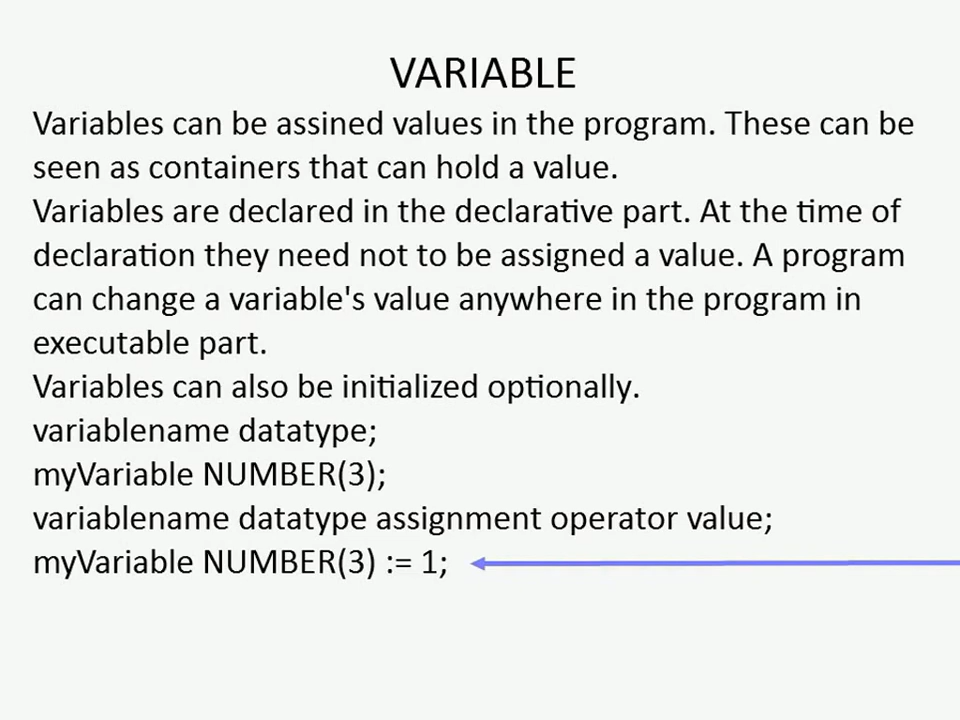 VARIABLE
Variables can be assined values in the program. These can be
seen as containers that can hold a value.
Variables are declared in the declarative part. At the time of
declaration they need not to be assigned a value. A program
can change a variable's value anywhere in the program in
executable part.
Variables can also be initialized optionally.
variablename datatype;
myVariable NUMBER(3);
variablename datatype assignment operator value;
myVariable NUMBER(3) := 1;